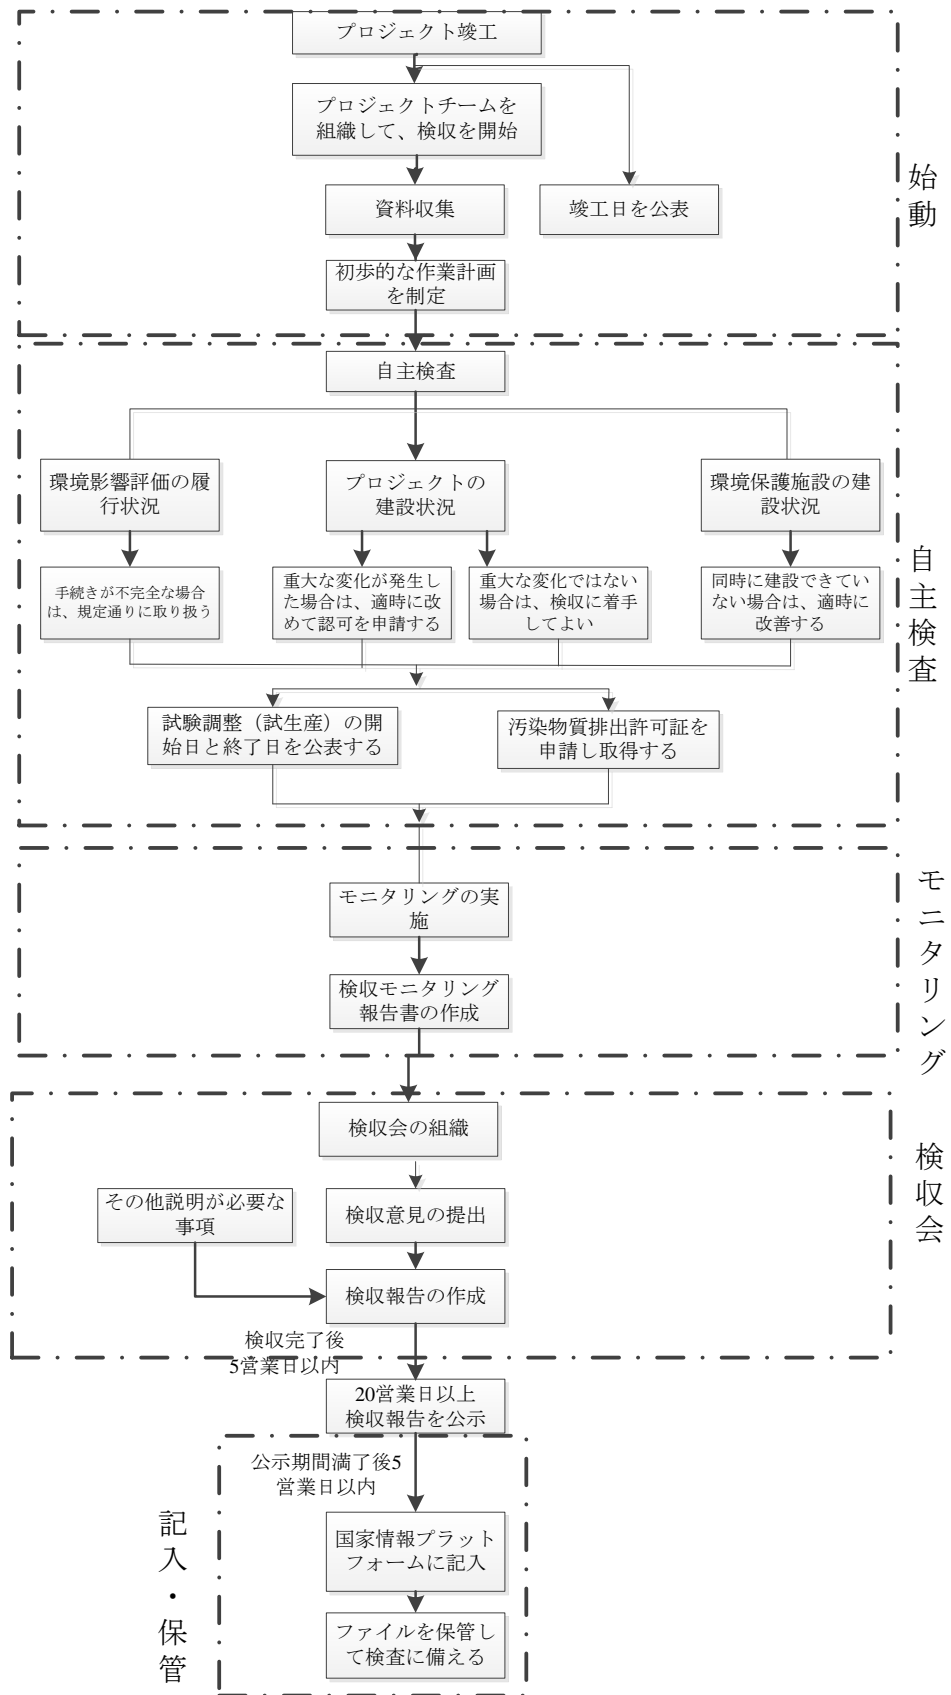 プロジェクト竣工
プロジェクトチームを
組織して、検収を開始
資料収集
竣工日を公表
初歩的な作業計画
を制定
始動
自主検査
環境影響評価の履
行状況
プロジェクトの
建設状況
環境保護施設の建
設状況
手続きが不完全な場合
は、規定通りに取り扱う
重大な変化が発生し
た場合は、適時に改
めて認可を申請する
重大な変化ではない
場合は、検収に着手
してよい
同時に建設できてい
ない場合は、適時に
改善する
自主検査
試験調整（試生産）の開
始日と終了日を公表する
汚染物質排出許可証を
申請し取得する
モニタリングの実
施
検収モニタリング
報告書の作成
モニタリング
検収会の組織
その他説明が必要な
事項
検収意見の提出
検収報告の作成
検収会
検収完了後
5営業日以内
20営業日以上
検収報告を公示
公示期間満了後5
営業日以内
国家情報プラット
フォームに記入
ファイルを保管し
て検査に備える
記入・保管